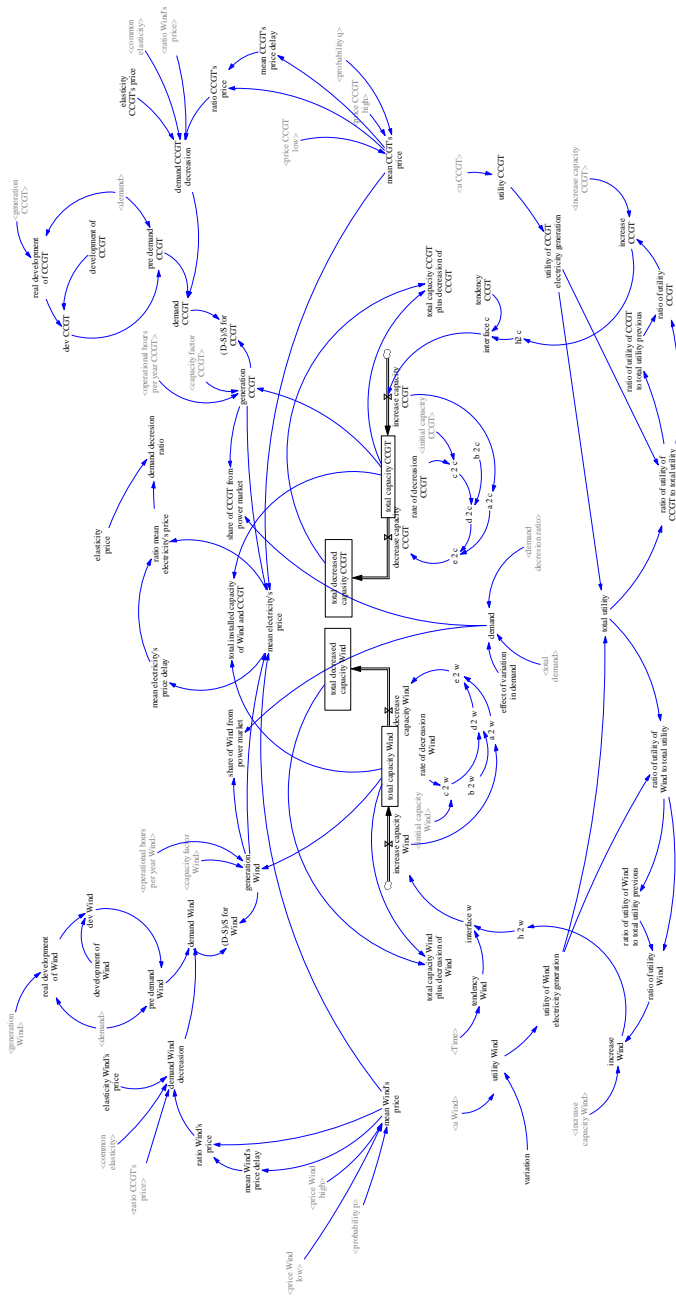 <generation
Wind>
real development
of Wind
dev Wind
development of
Wind
<demand>
pre demand
Wind
demand Wind
(D-S)/S for
Wind
elasticity Wind's
price
demand Wind
decreasion
<common
elasticity>
<ratio CCGT's
price>
ratio Wind's
price
mean Wind's
price delay
<price Wind
high>
<price Wind
low>
<probability p>
mean Wind's
price
<operational hours
per year Wind>
<capacity factor
Wind>
generation
Wind
share of Wind from
power market
mean electricity's
price delay
elasticity
price
ratio mean
electricity's price
demand decresion
ratio
total installed capacity
of Wind and CCGT
mean electricity's
price
share of CCGT from
power market
<operational hours
per year CCGT>
<capacity factor
CCGT>
generation
CCGT
(D-S)/S for
CCGT
demand
CCGT
pre demand
CCGT
dev CCGT
development of
CCGT
real development
of CCGT
<generation
CCGT>
<demand>
demand CCGT
decreasion
elasticity
CCGT's price
<common
elasticity>
<ratio Wind's
price>
ratio CCGT's
price
mean CCGT's
price delay
<probability q>
<price CCGT
high>
<price CCGT
low>
mean CCGT's
price
total decreased
capacity Wind
total capacity Wind
decrease
capacity Wind
increase capacity
Wind
rate of decreasion
Wind
<initial capacity
Wind>
c 2 w
b 2 w
a 2 w
d 2 w
e 2 w
total capacity Wind
plus decreasion of
Wind
interface w
tendency
Wind
<Time>
h 2 w
total decreased
capasity CCGT
total capacity CCGT
decrease capacity
CCGT
increase capacity
CCGT
rate of decreasion
CCGT
<initial capacity
CCGT>
c 2 c
b 2 c
a 2 c
d 2 c
e 2 c
total capacity CCGT
plus decreasion of
CCGT
tendency
CCGT
interface c
h2 c
demand
effect of variation
in demand
<total
demand>
<demand
decresion ratio>
<u Wind>
utility Wind
variation
utility of Wind
electricity generation
<increase
capacity Wind>
increase
Wind
ratio of utility
Wind
ratio of utility of Wind
to total utility previous
ratio of utility of
Wind to total utility
total utility
<u CCGT>
utility CCGT
utility of CCGT
electricity generation
<increase capacity
CCGT>
increase
CCGT
ratio of utility
CCGT
ratio of utility of CCGT
to total utility previous
ratio of utility of
CCGT to total utility